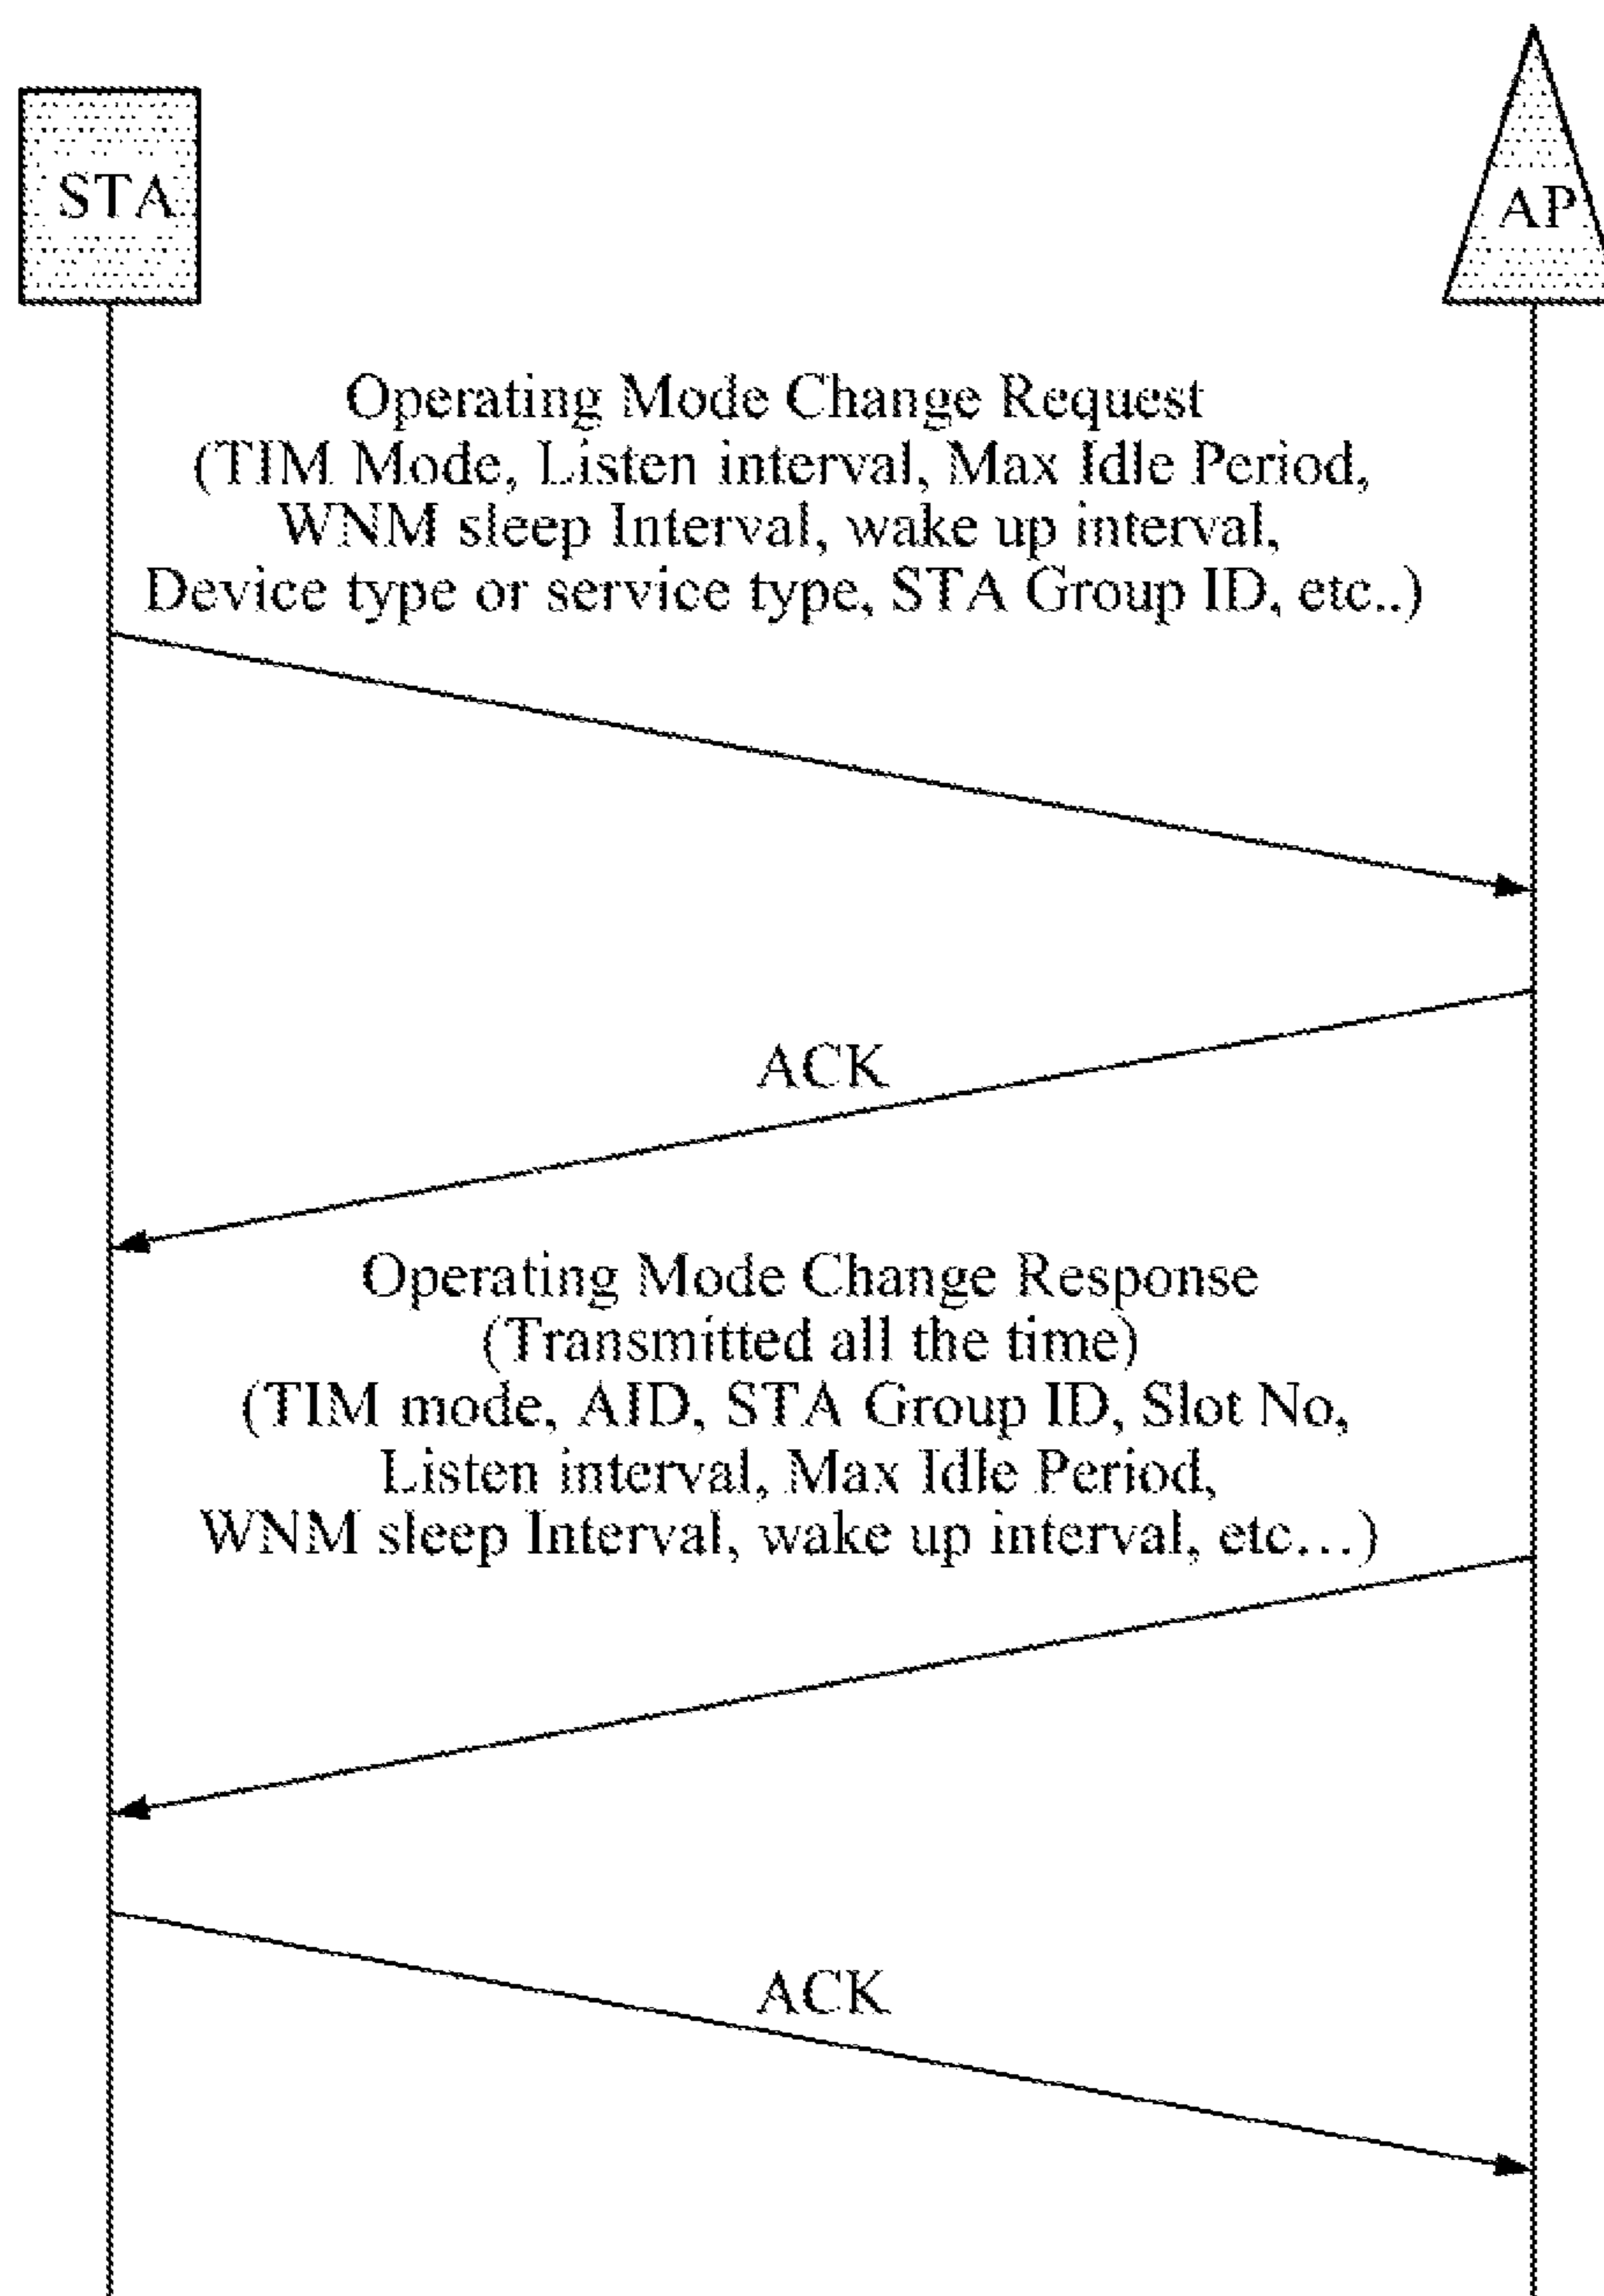 STA
AP
Operating Mode Change Request
(TIM Mode, Listen interval, Max Idle Period,
WNM sleep Interval, wake up interval,
Device type or service type, STA Group ID, etc..)
ACK
Operating Mode Change Response
(Transmitted all the time)
(TIM mode, AID, STA Group ID, Slot No,
Listen interval, Max Idle Period,
WNM sleep Interval, wake up interval, etc...)
ACK